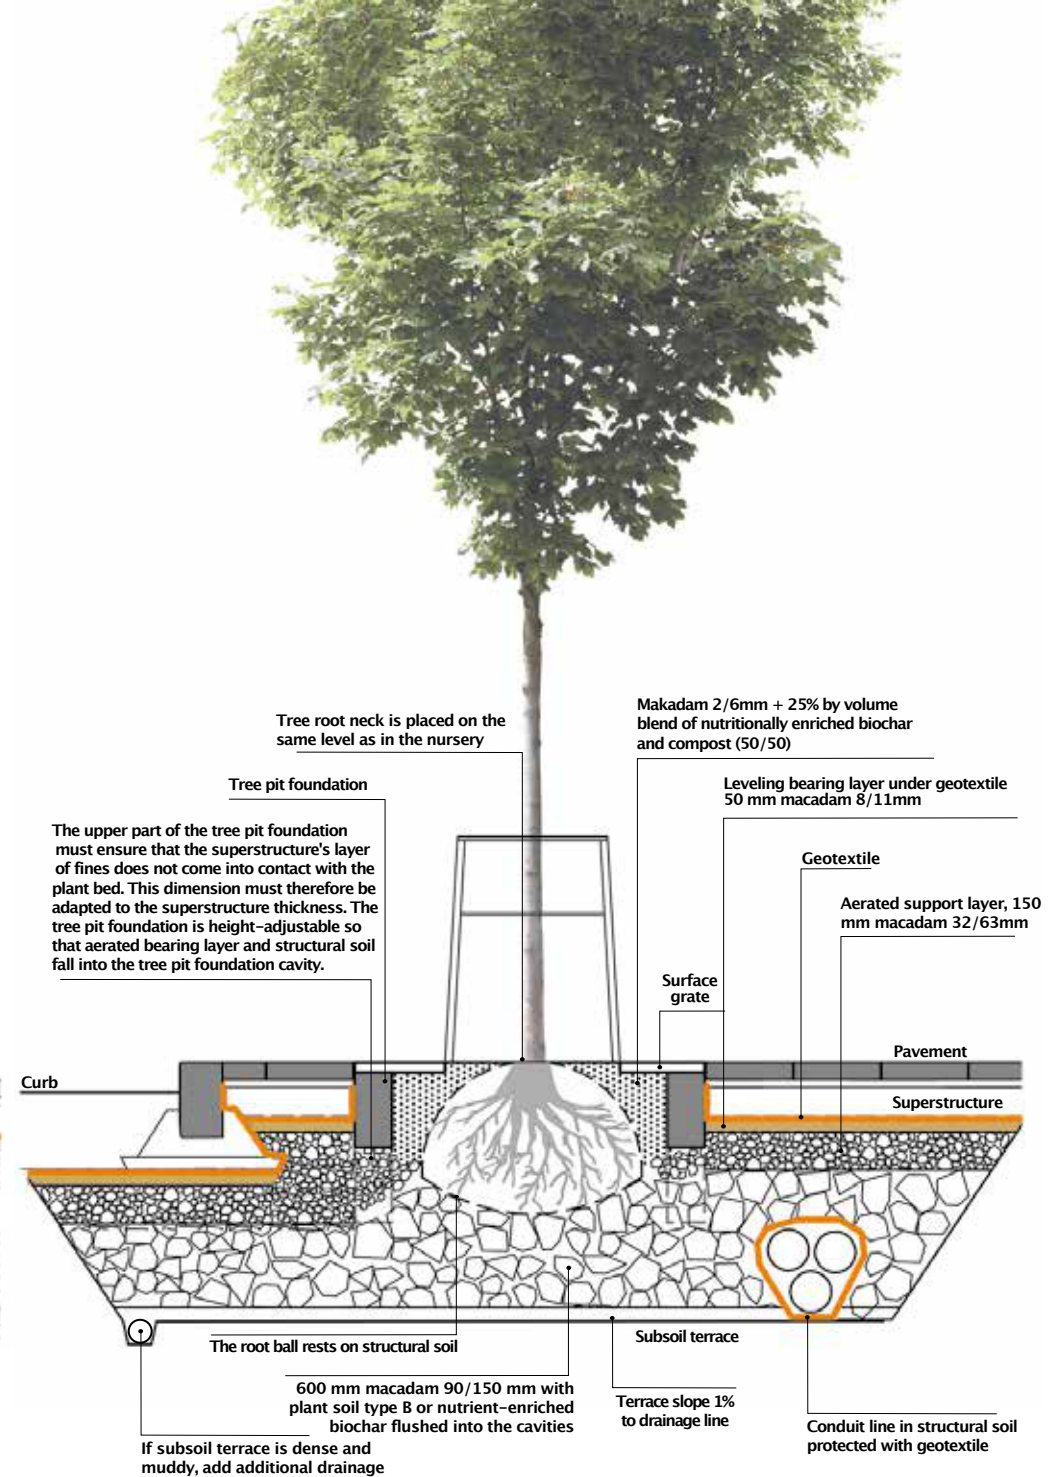 Tree root neck is placed on the
same level as in the nursery
Makadam 2/6mm + 25% by volume
blend of nutritionally enriched biochar
and compost (50/50)
Tree pit foundation
Leveling bearing layer under geotextile
50 mm macadam 8/11mm
The upper part of the tree pit foundation
must ensure that the superstructure's layer
of fines does not come into contact with the
plant bed. This dimension must therefore be
adapted to the superstructure thickness. The
tree pit foundation is height-adjustable so
that aerated bearing layer and structural soil
fall into the tree pit foundation cavity.
Geotextile
Aerated support layer, 150
mm macadam 32/63mm
Surface
grate
Pavement
Curb
Superstructure
The root ball rests on structural soil
Subsoil terrace
600 mm macadam 90/150 mm with
plant soil type B or nutrient-enriched
biochar flushed into the cavities
Terrace slope 1%
to drainage line
Conduit line in structural soil
protected with geotextile
If subsoil terrace is dense and
muddy, add additional drainage